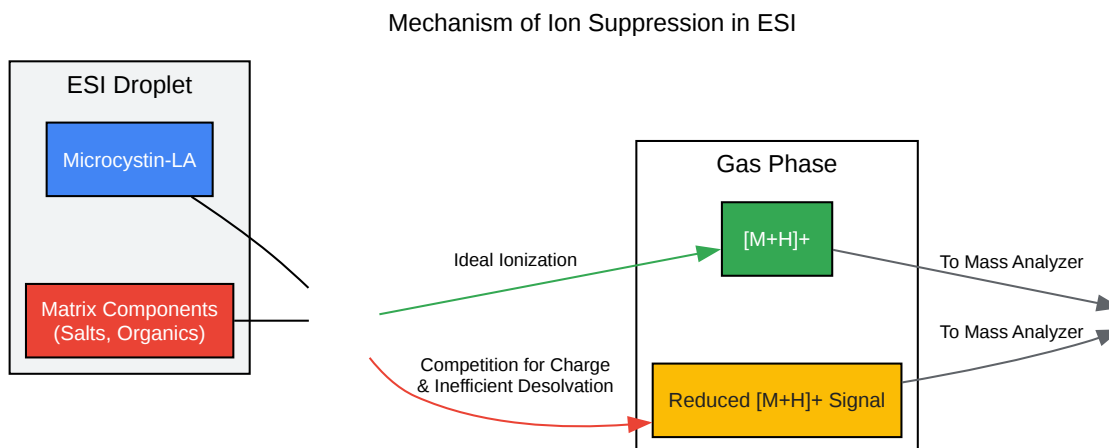 Mechanism of Ion Suppression in ESI
ESI Droplet
Microcystin-LA
Matrix Components
(Salts, Organics)
Ideal Ionization
Competition for Charge
& Inefficient Desolvation
Gas Phase
[M+H]+
Reduced [M+H]+ Signal
To Mass Analyzer
To Mass Analyzer